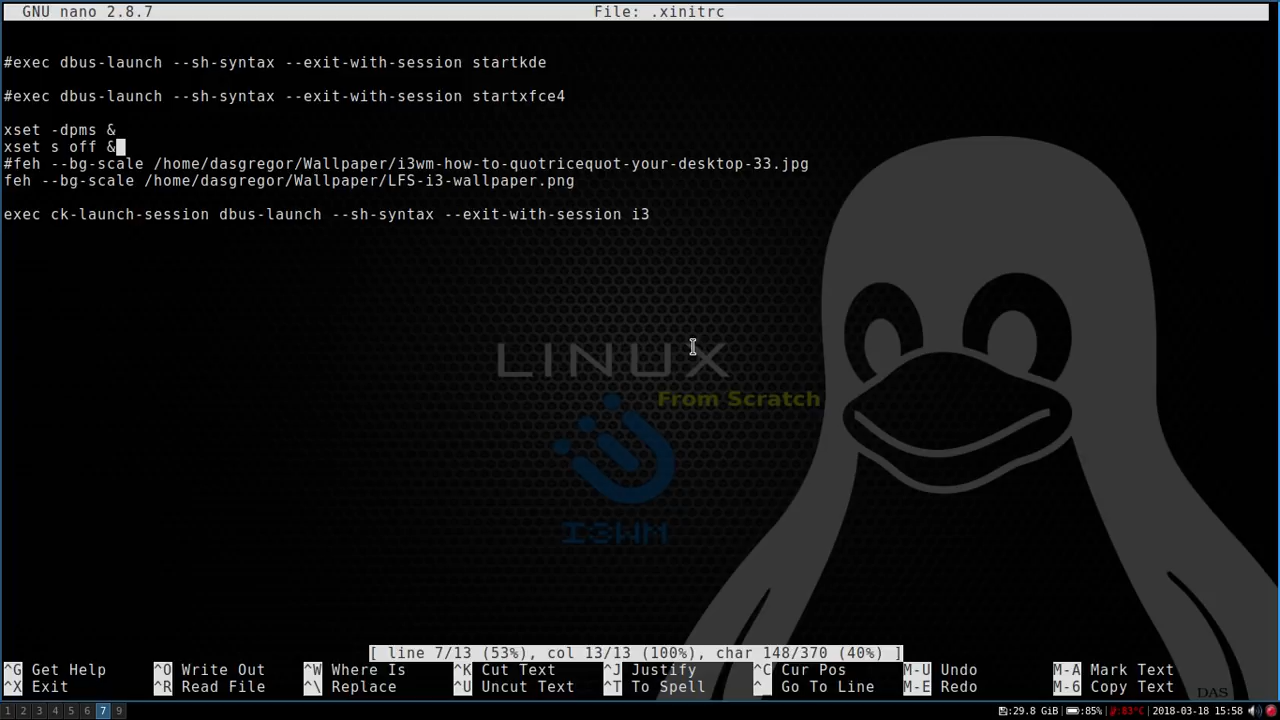 GNU nano 2.8.7 File: .xinitrc
#exec dbus-launch --sh-syntax --exit-with-session startkde
#exec dbus-launch --sh-syntax --exit-with-session startxfce4
xset -dpms &
xset s off &
#feh --bg-scale /home/dasgregor/Wallpaper/i3wm-how-to-quotricequot-your-desktop-33.jpg
feh --bg-scale /home/dasgregor/Wallpaper/LFS-i3-wallpaper.png
exec ck-launch-session dbus-launch --sh-syntax --exit-with-session i3
LINUX
From Scratch
I3WM
[ line 7/13 (53%), col 13/13 (100%), char 148/370 (40%) ]
^G Get Help ^O Write Out ^W Where Is ^K Cut Text ^J Justify ^C Cur Pos M-U Undo M-A Mark Text
^X Exit ^R Read File ^\ Replace ^U Uncut Text ^T To Spell ^_ Go To Line M-E Redo M-6 Copy Text
DAS
1 2 3 4 5 6 7 9 :29.8 GiB :85% :83°C 2018-03-18 15:58